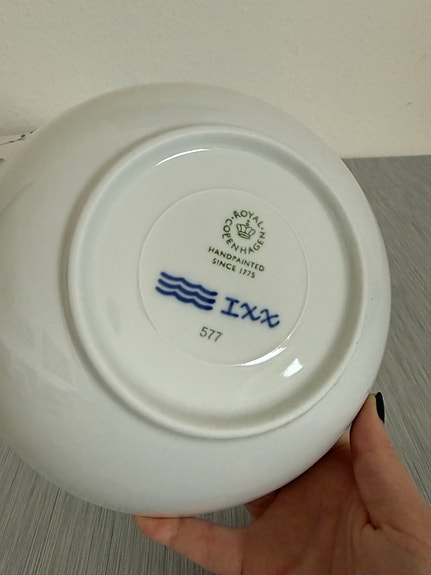 ROYAL
COPENHAGEN
HANDPAINTED
SINCE 1775
Ixx
577